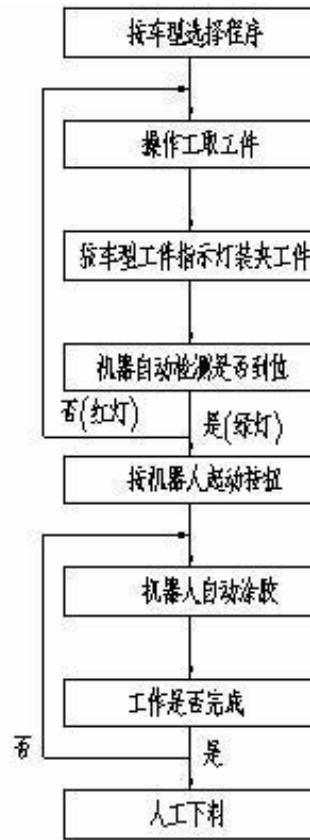 按车型选择程序
操作工取工件
按车型工件指示灯装夹工件
机器自动检测是否到位
否(红灯)
是(绿灯)
按机器人起动按钮
机器人自动涂胶
工作是否完成
否
是
人工下料